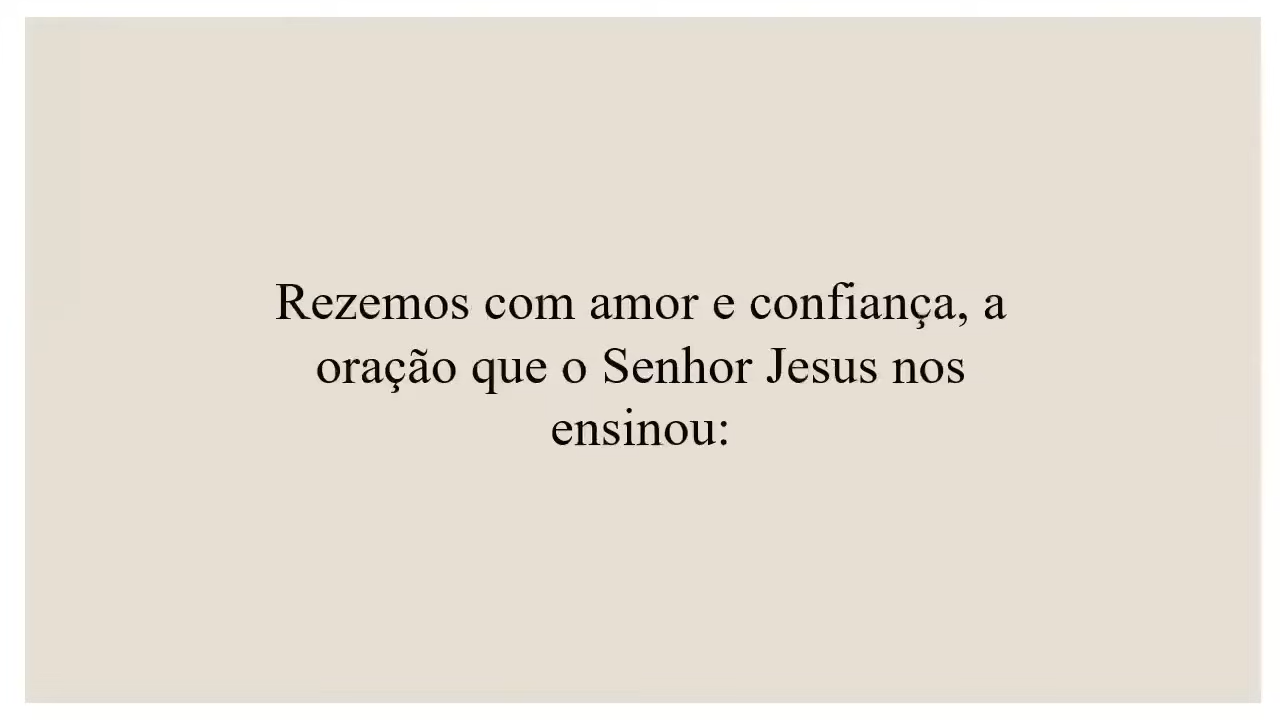 Rezemos com amor e confiança, a
oração que o Senhor Jesus nos
ensinou: